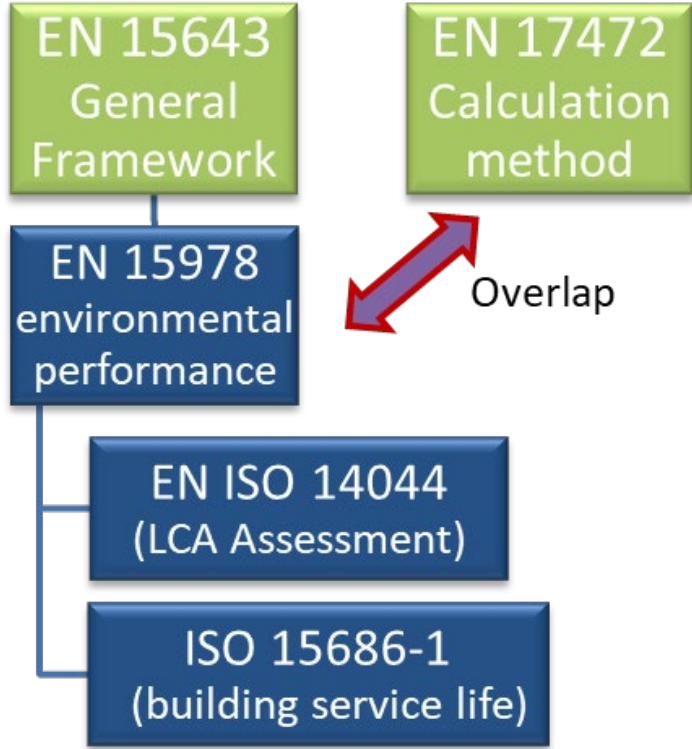 EN 15643
General
Framework
EN 17472
Calculation
method
EN 15978
environmental
performance
Overlap
EN ISO 14044
(LCA Assessment)
ISO 15686-1
(building service life)